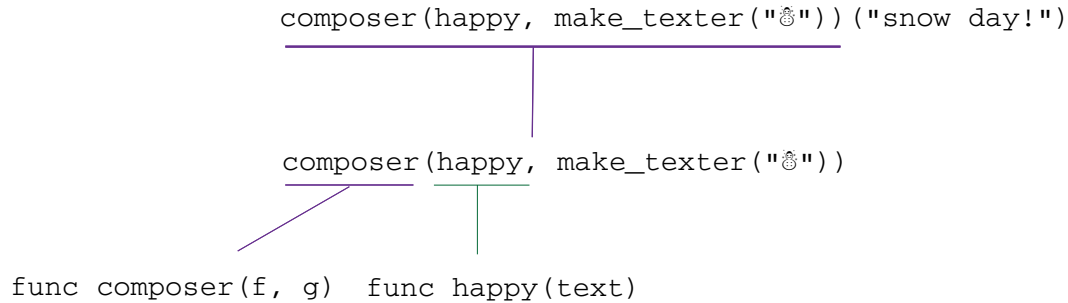 composer(happy, make_texter("☃"))("snow day!")
composer(happy, make_texter("☃"))
func composer(f, g) func happy(text)